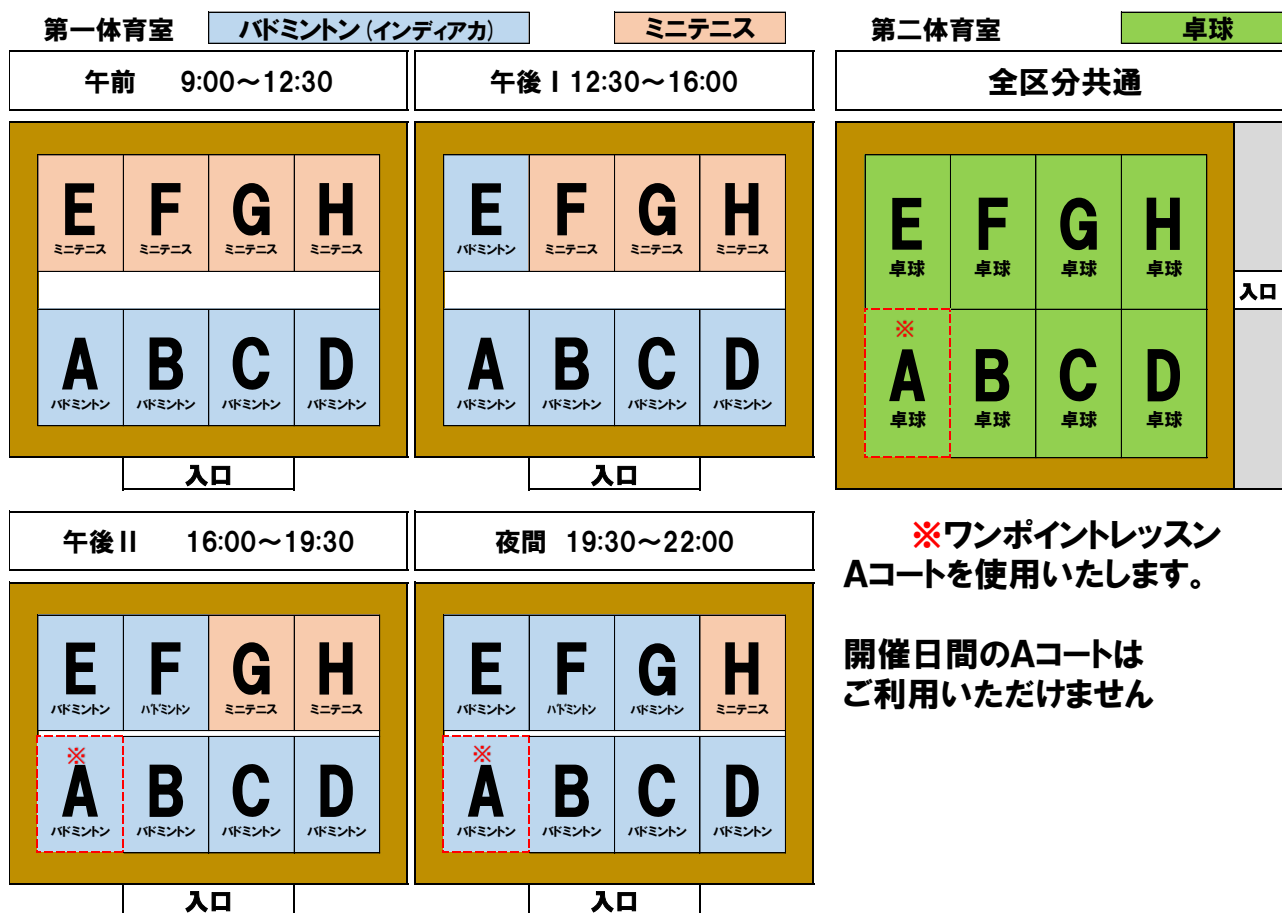 第一体育室 バドミントン(インディアカ) ミニテニス 第二体育室 卓球
午前 9:00～12:30
E F G H
ミニテニス ミニテニス ミニテニス ミニテニス
A B C D
バドミントン バドミントン バドミントン バドミントン
入口
午後Ⅰ 12:30～16:00
E F G H
バドミントン ミニテニス ミニテニス ミニテニス
A B C D
バドミントン バドミントン バドミントン バドミントン
入口
全区分共通
E F G H
卓球 卓球 卓球 卓球
入口
※
A B C D
卓球 卓球 卓球 卓球
午後Ⅱ 16:00～19:30
E F G H
バドミントン バドミントン ミニテニス ミニテニス
※
A B C D
バドミントン バドミントン バドミントン バドミントン
入口
夜間 19:30～22:00
E F G H
バドミントン バドミントン バドミントン ミニテニス
※
A B C D
バドミントン バドミントン バドミントン バドミントン
入口
※ワンポイントレッスン
Aコートを使用いたします。
開催日間のAコートは
ご利用いただけません